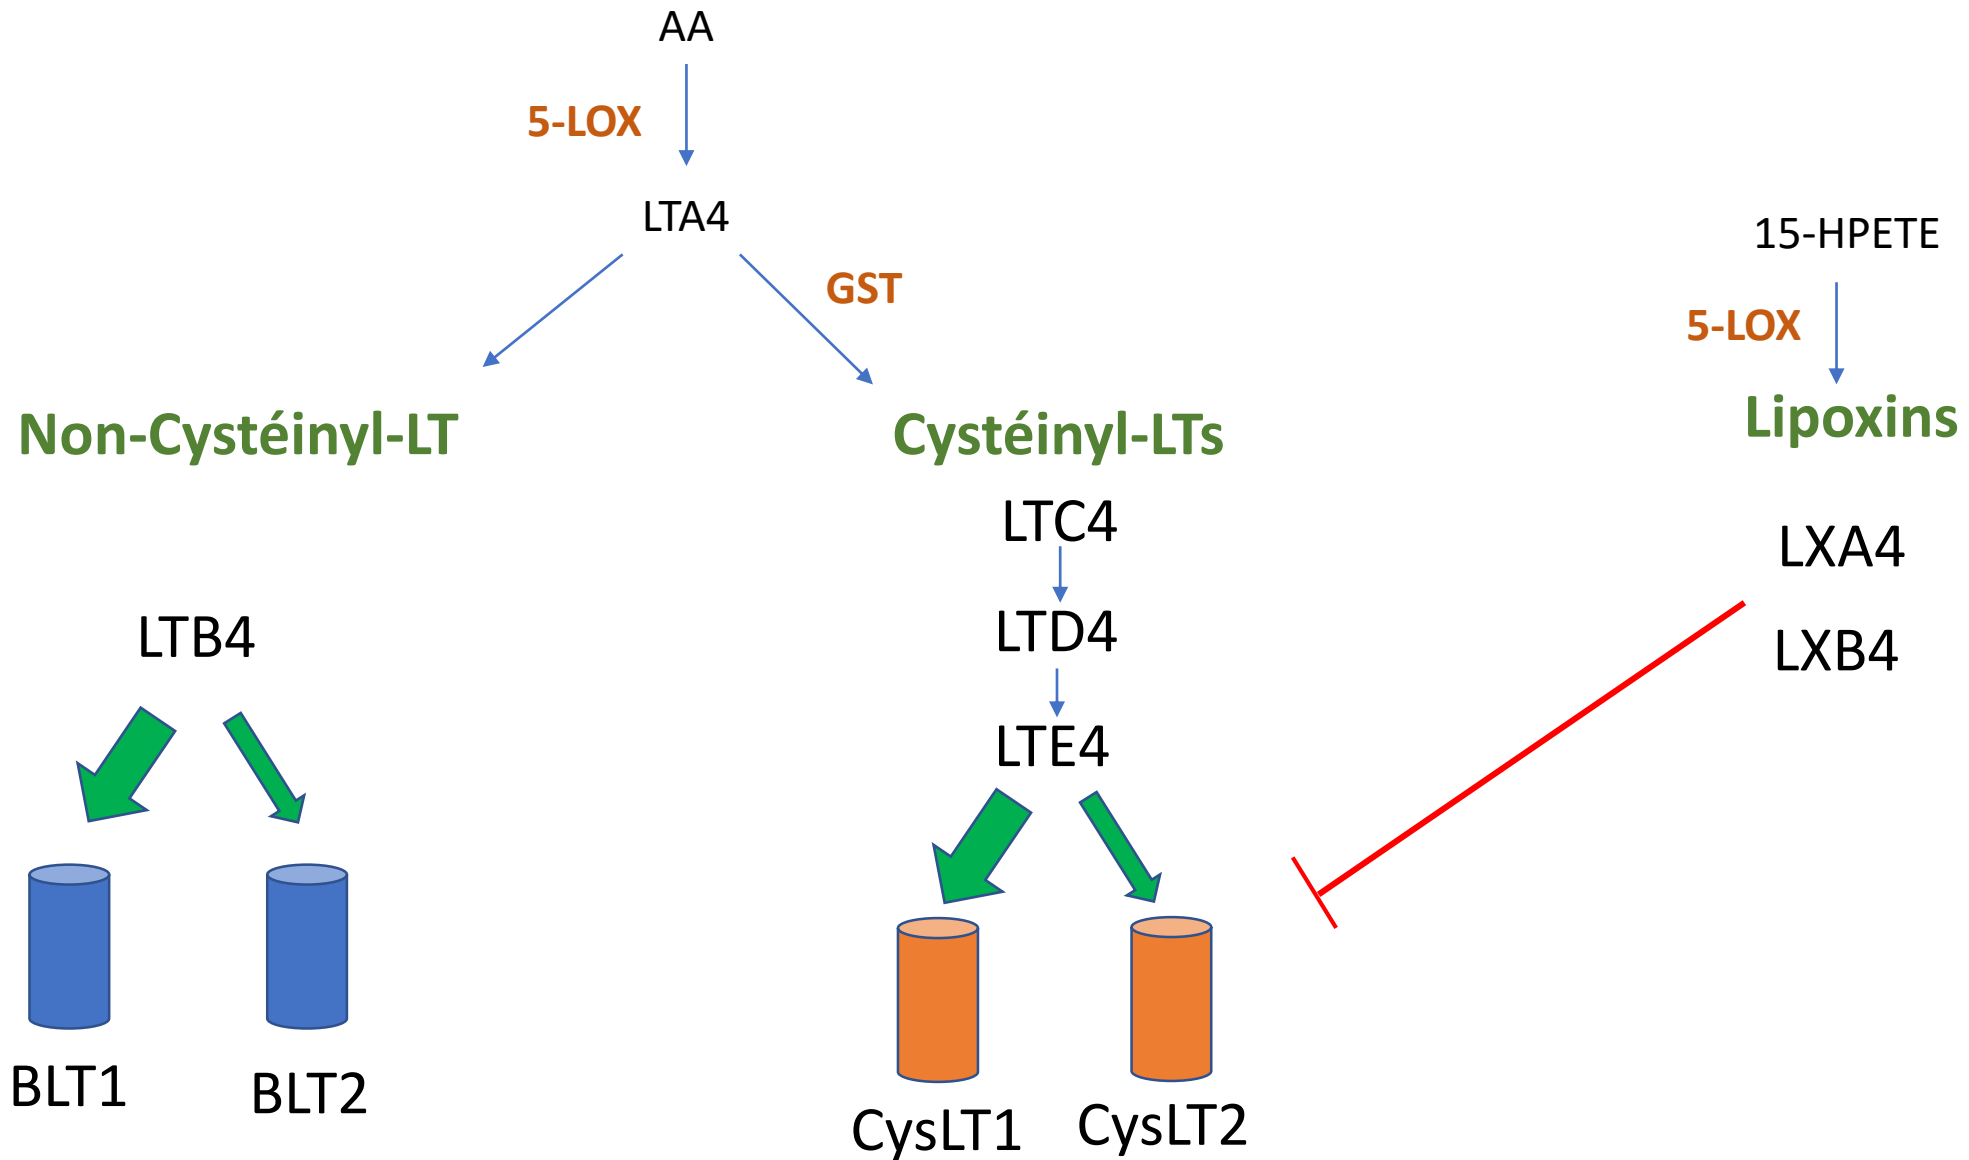 AA
5-LOX
LTA4
GST
15-HPETE
5-LOX
Non-Cystéinyl-LT
Cystéinyl-LTs
Lipoxins
LTC4
LXA4
LTB4
LTD4
LXB4
LTE4
BLT1
BLT2
CysLT1
CysLT2